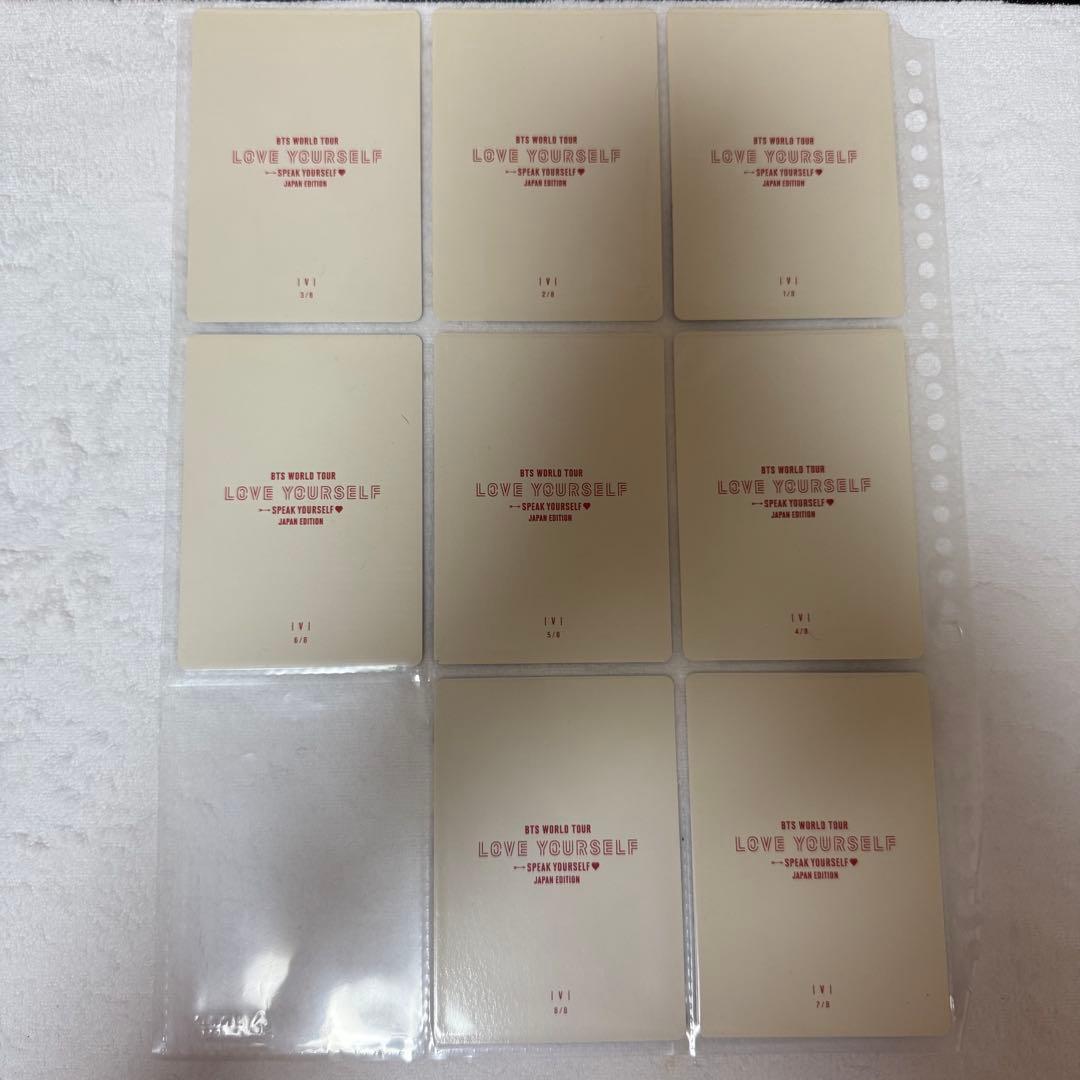 BTS WORLD TOUR
LOVE YOURSELF
SPEAK YOURSELF
JAPAN EDITION
| V |
3/8
BTS WORLD TOUR
LOVE YOURSELF
SPEAK YOURSELF
JAPAN EDITION
| V |
2/8
BTS WORLD TOUR
LOVE YOURSELF
SPEAK YOURSELF
JAPAN EDITION
| V |
1/8
BTS WORLD TOUR
LOVE YOURSELF
SPEAK YOURSELF
JAPAN EDITION
| V |
6/8
BTS WORLD TOUR
LOVE YOURSELF
SPEAK YOURSELF
JAPAN EDITION
| V |
5/8
BTS WORLD TOUR
LOVE YOURSELF
SPEAK YOURSELF
JAPAN EDITION
| V |
4/8
BTS WORLD TOUR
LOVE YOURSELF
SPEAK YOURSELF
JAPAN EDITION
| V |
8/8
BTS WORLD TOUR
LOVE YOURSELF
SPEAK YOURSELF
JAPAN EDITION
| V |
7/8